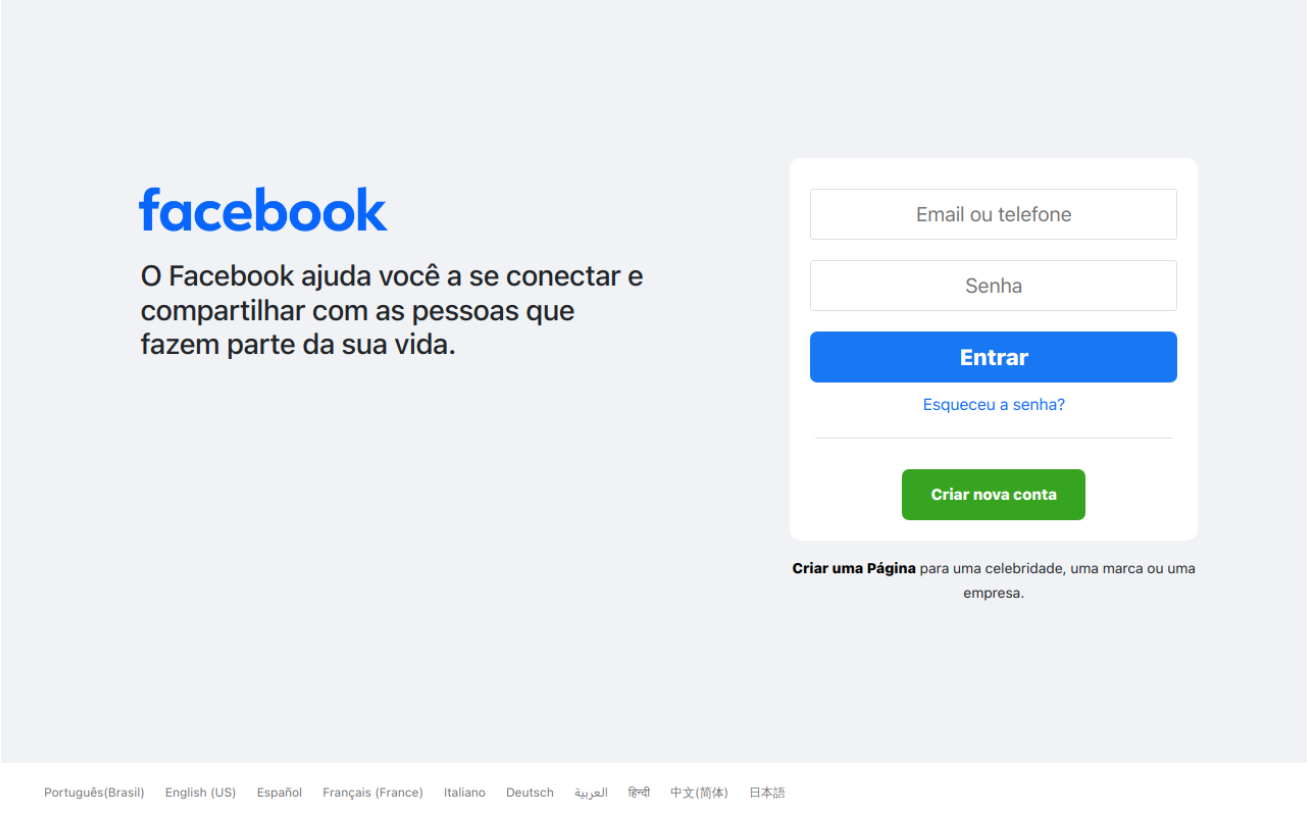 facebook
O Facebook ajuda você a se conectar e
compartilhar com as pessoas que
fazem parte da sua vida.
Email ou telefone
Senha
Entrar
Esqueceu a senha?
Criar nova conta
Criar uma Página para uma celebridade, uma marca ou uma
empresa.
Português(Brasil) English (US) Español Français (France) Italiano Deutsch العربية हिन्दी 中文(简体) 日本語